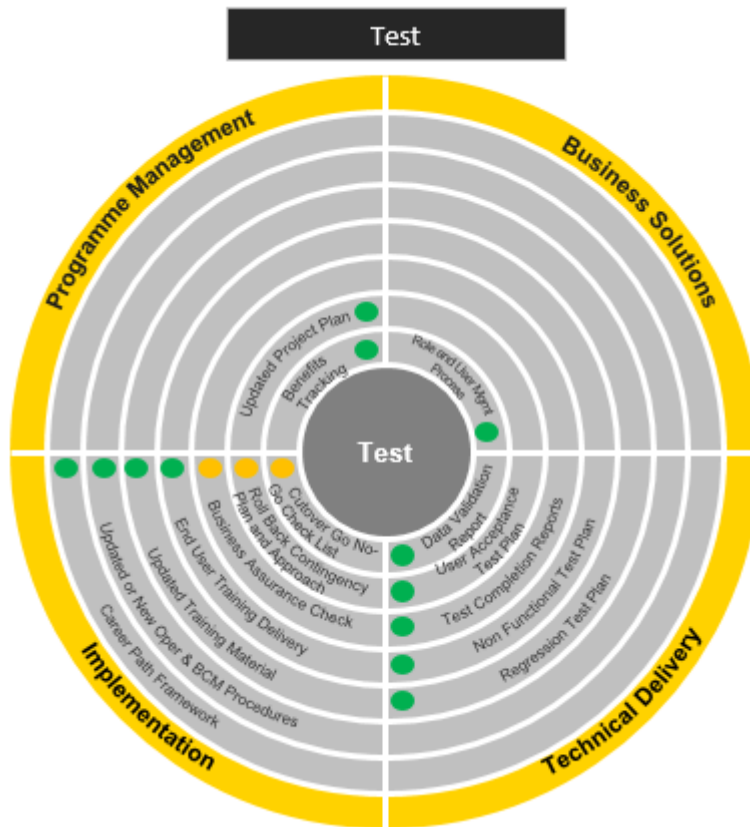 Test
Programme Management
Business Solutions
Updated Project Plan
Benefits
Tracking
Role and User Mgmt
Process
Test
Cutover Go No-
Go Check List
Roll Back Contingency
Plan and Approach
Business Assurance Check
End User Training Delivery
Updated Training Material
Updated or New Oper & BCM Procedures
Career Path Framework
Data Validation
Report
User Acceptance
Test Plan
Test Completion Reports
Non Functional Test Plan
Regression Test Plan
Implementation
Technical Delivery